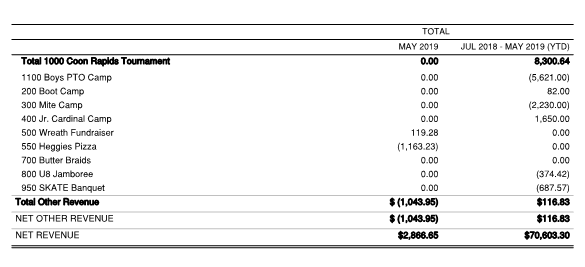 TOTAL
MAY 2019 JUL 2018 - MAY 2019 (YTD)
Total 1000 Coon Rapids Tournament 0.00 8,300.64
1100 Boys PTO Camp 0.00 (5,621.00)
200 Boot Camp 0.00 82.00
300 Mite Camp 0.00 (2,230.00)
400 Jr. Cardinal Camp 0.00 1,650.00
500 Wreath Fundraiser 119.28 0.00
550 Heggies Pizza (1,163.23) 0.00
700 Butter Braids 0.00 0.00
800 U8 Jamboree 0.00 (374.42)
950 SKATE Banquet 0.00 (687.57)
Total Other Revenue $ (1,043.95) $116.83
NET OTHER REVENUE $ (1,043.95) $116.83
NET REVENUE $2,866.65 $70,603.30